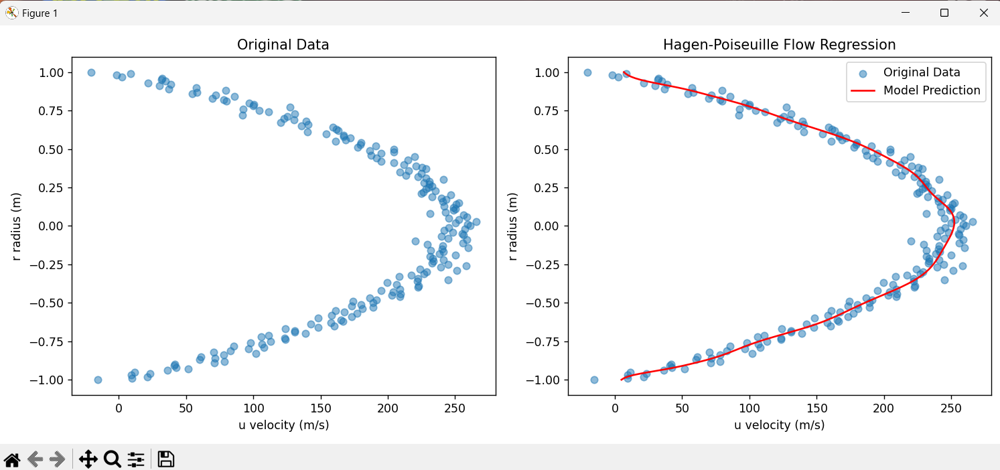 Figure 1
Original Data
1.00
0.75
0.50
0.25
0.00
−0.25
−0.50
−0.75
−1.00
r radius (m)
0 50 100 150 200 250
u velocity (m/s)
Hagen-Poiseuille Flow Regression
Original Data
Model Prediction
1.00
0.75
0.50
0.25
0.00
−0.25
−0.50
−0.75
−1.00
r radius (m)
0 50 100 150 200 250
u velocity (m/s)